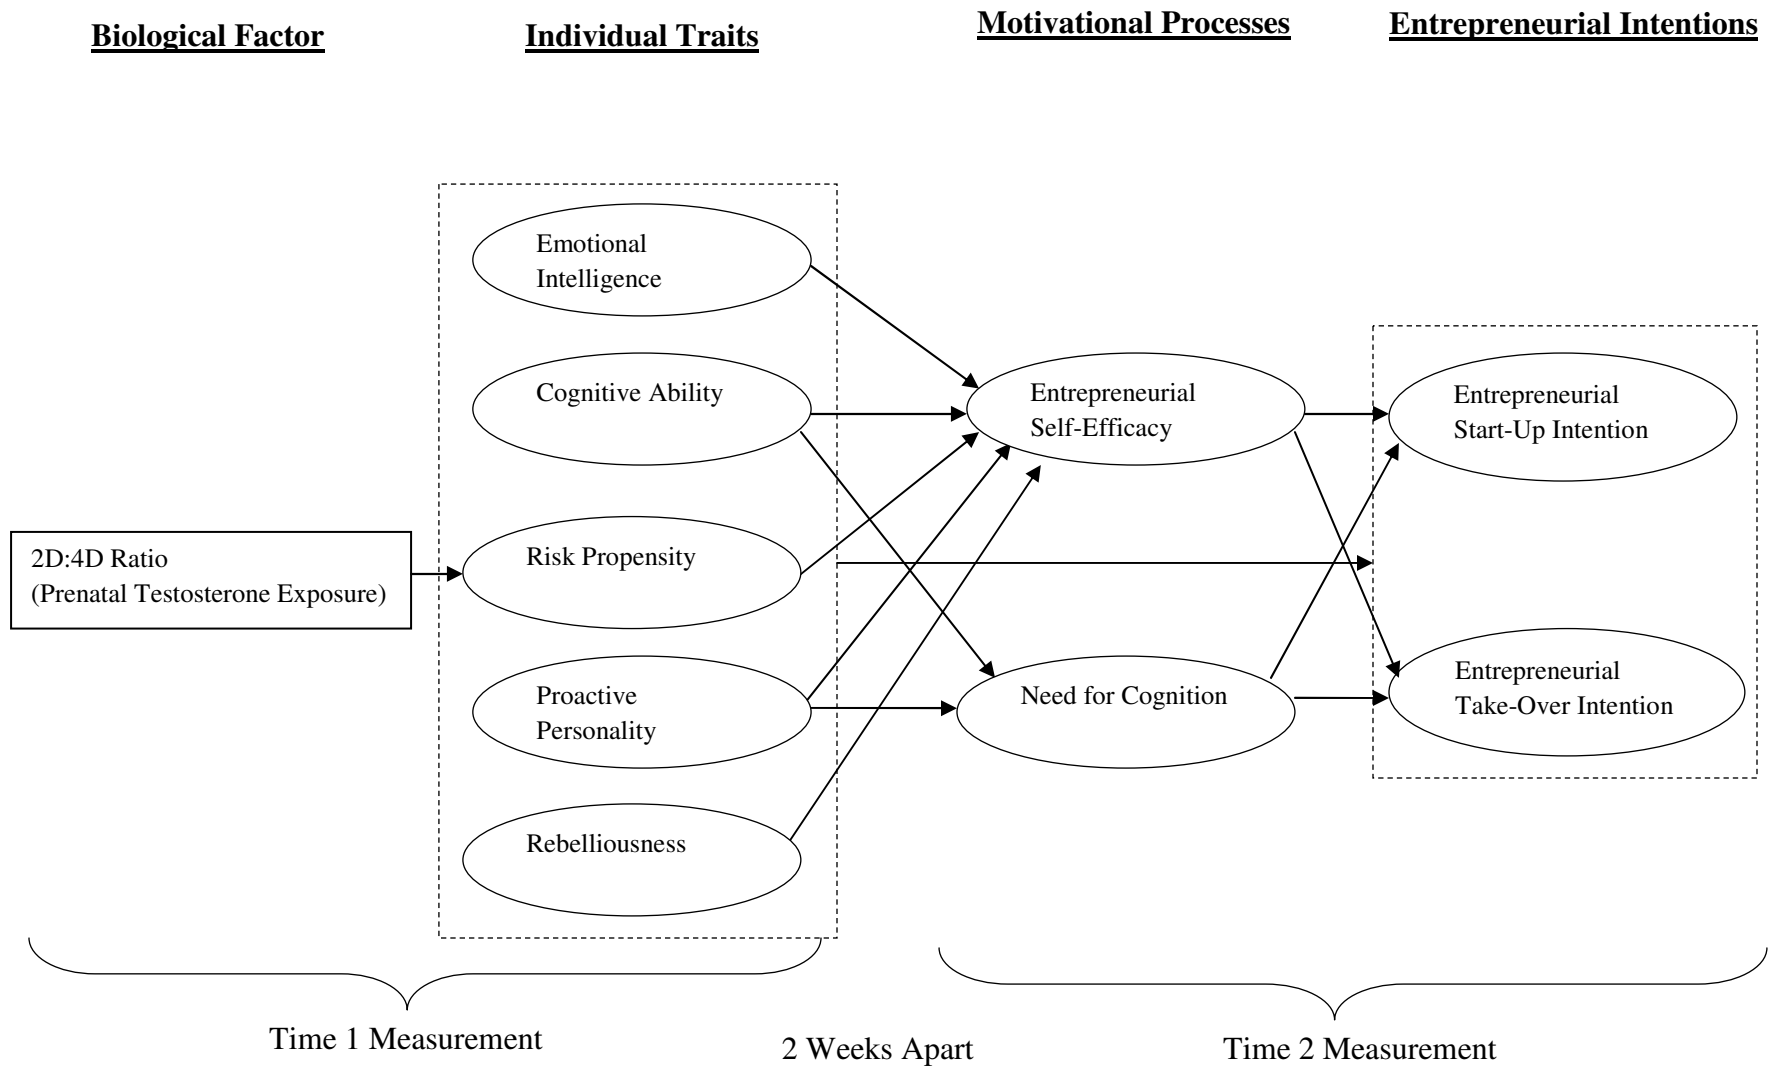 Biological Factor
Individual Traits
Motivational Processes
Entrepreneurial Intentions
Emotional
Intelligence
Cognitive Ability
Entrepreneurial
Self-Efficacy
Entrepreneurial
Start-Up Intention
2D:4D Ratio
(Prenatal Testosterone Exposure)
Risk Propensity
Proactive
Personality
Need for Cognition
Entrepreneurial
Take-Over Intention
Rebelliousness
Time 1 Measurement
2 Weeks Apart
Time 2 Measurement